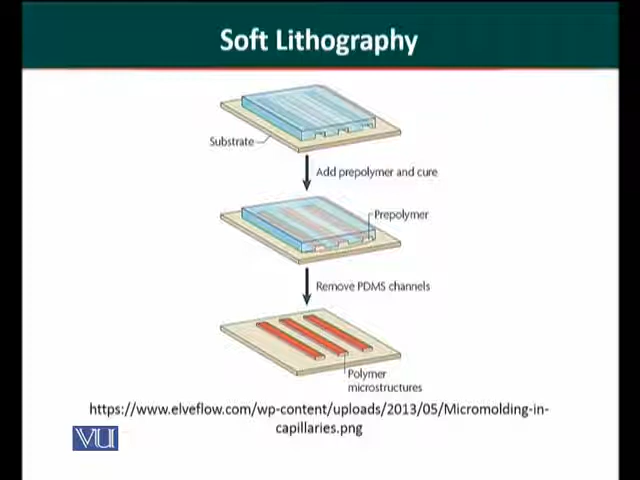 Soft Lithography
Substrate
Add prepolymer and cure
Prepolymer
Remove PDMS channels
Polymer
microstructures
https://www.elveflow.com/wp-content/uploads/2013/05/Micromolding-in-
capillaries.png
VU